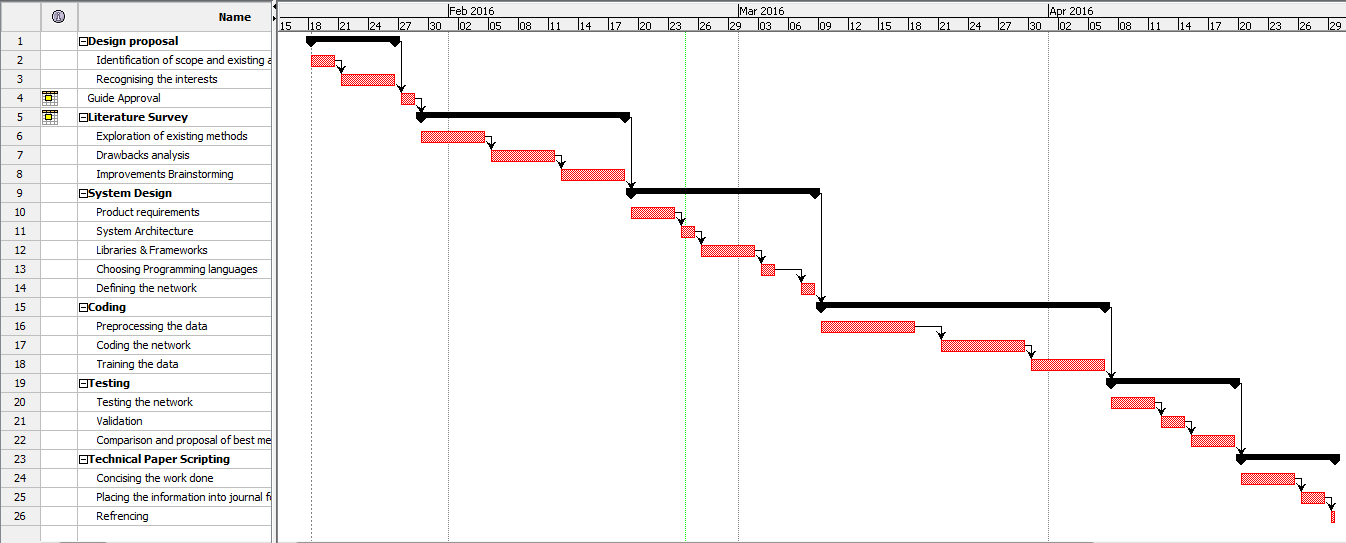 Name
Feb 2016 Mar 2016 Apr 2016
15 18 21 24 27 30 02 05 08 11 14 17 20 23 26 29 03 06 09 12 15 18 21 24 27 30 02 05 08 11 14 17 20 23 26 29
1 Design proposal
2 Identification of scope and existing a
3 Recognising the interests
4 Guide Approval
5 Literature Survey
6 Exploration of existing methods
7 Drawbacks analysis
8 Improvements Brainstorming
9 System Design
10 Product requirements
11 System Architecture
12 Libraries & Frameworks
13 Choosing Programming languages
14 Defining the network
15 Coding
16 Preprocessing the data
17 Coding the network
18 Training the data
19 Testing
20 Testing the network
21 Validation
22 Comparison and proposal of best me
23 Technical Paper Scripting
24 Concising the work done
25 Placing the information into journal f
26 Refrencing